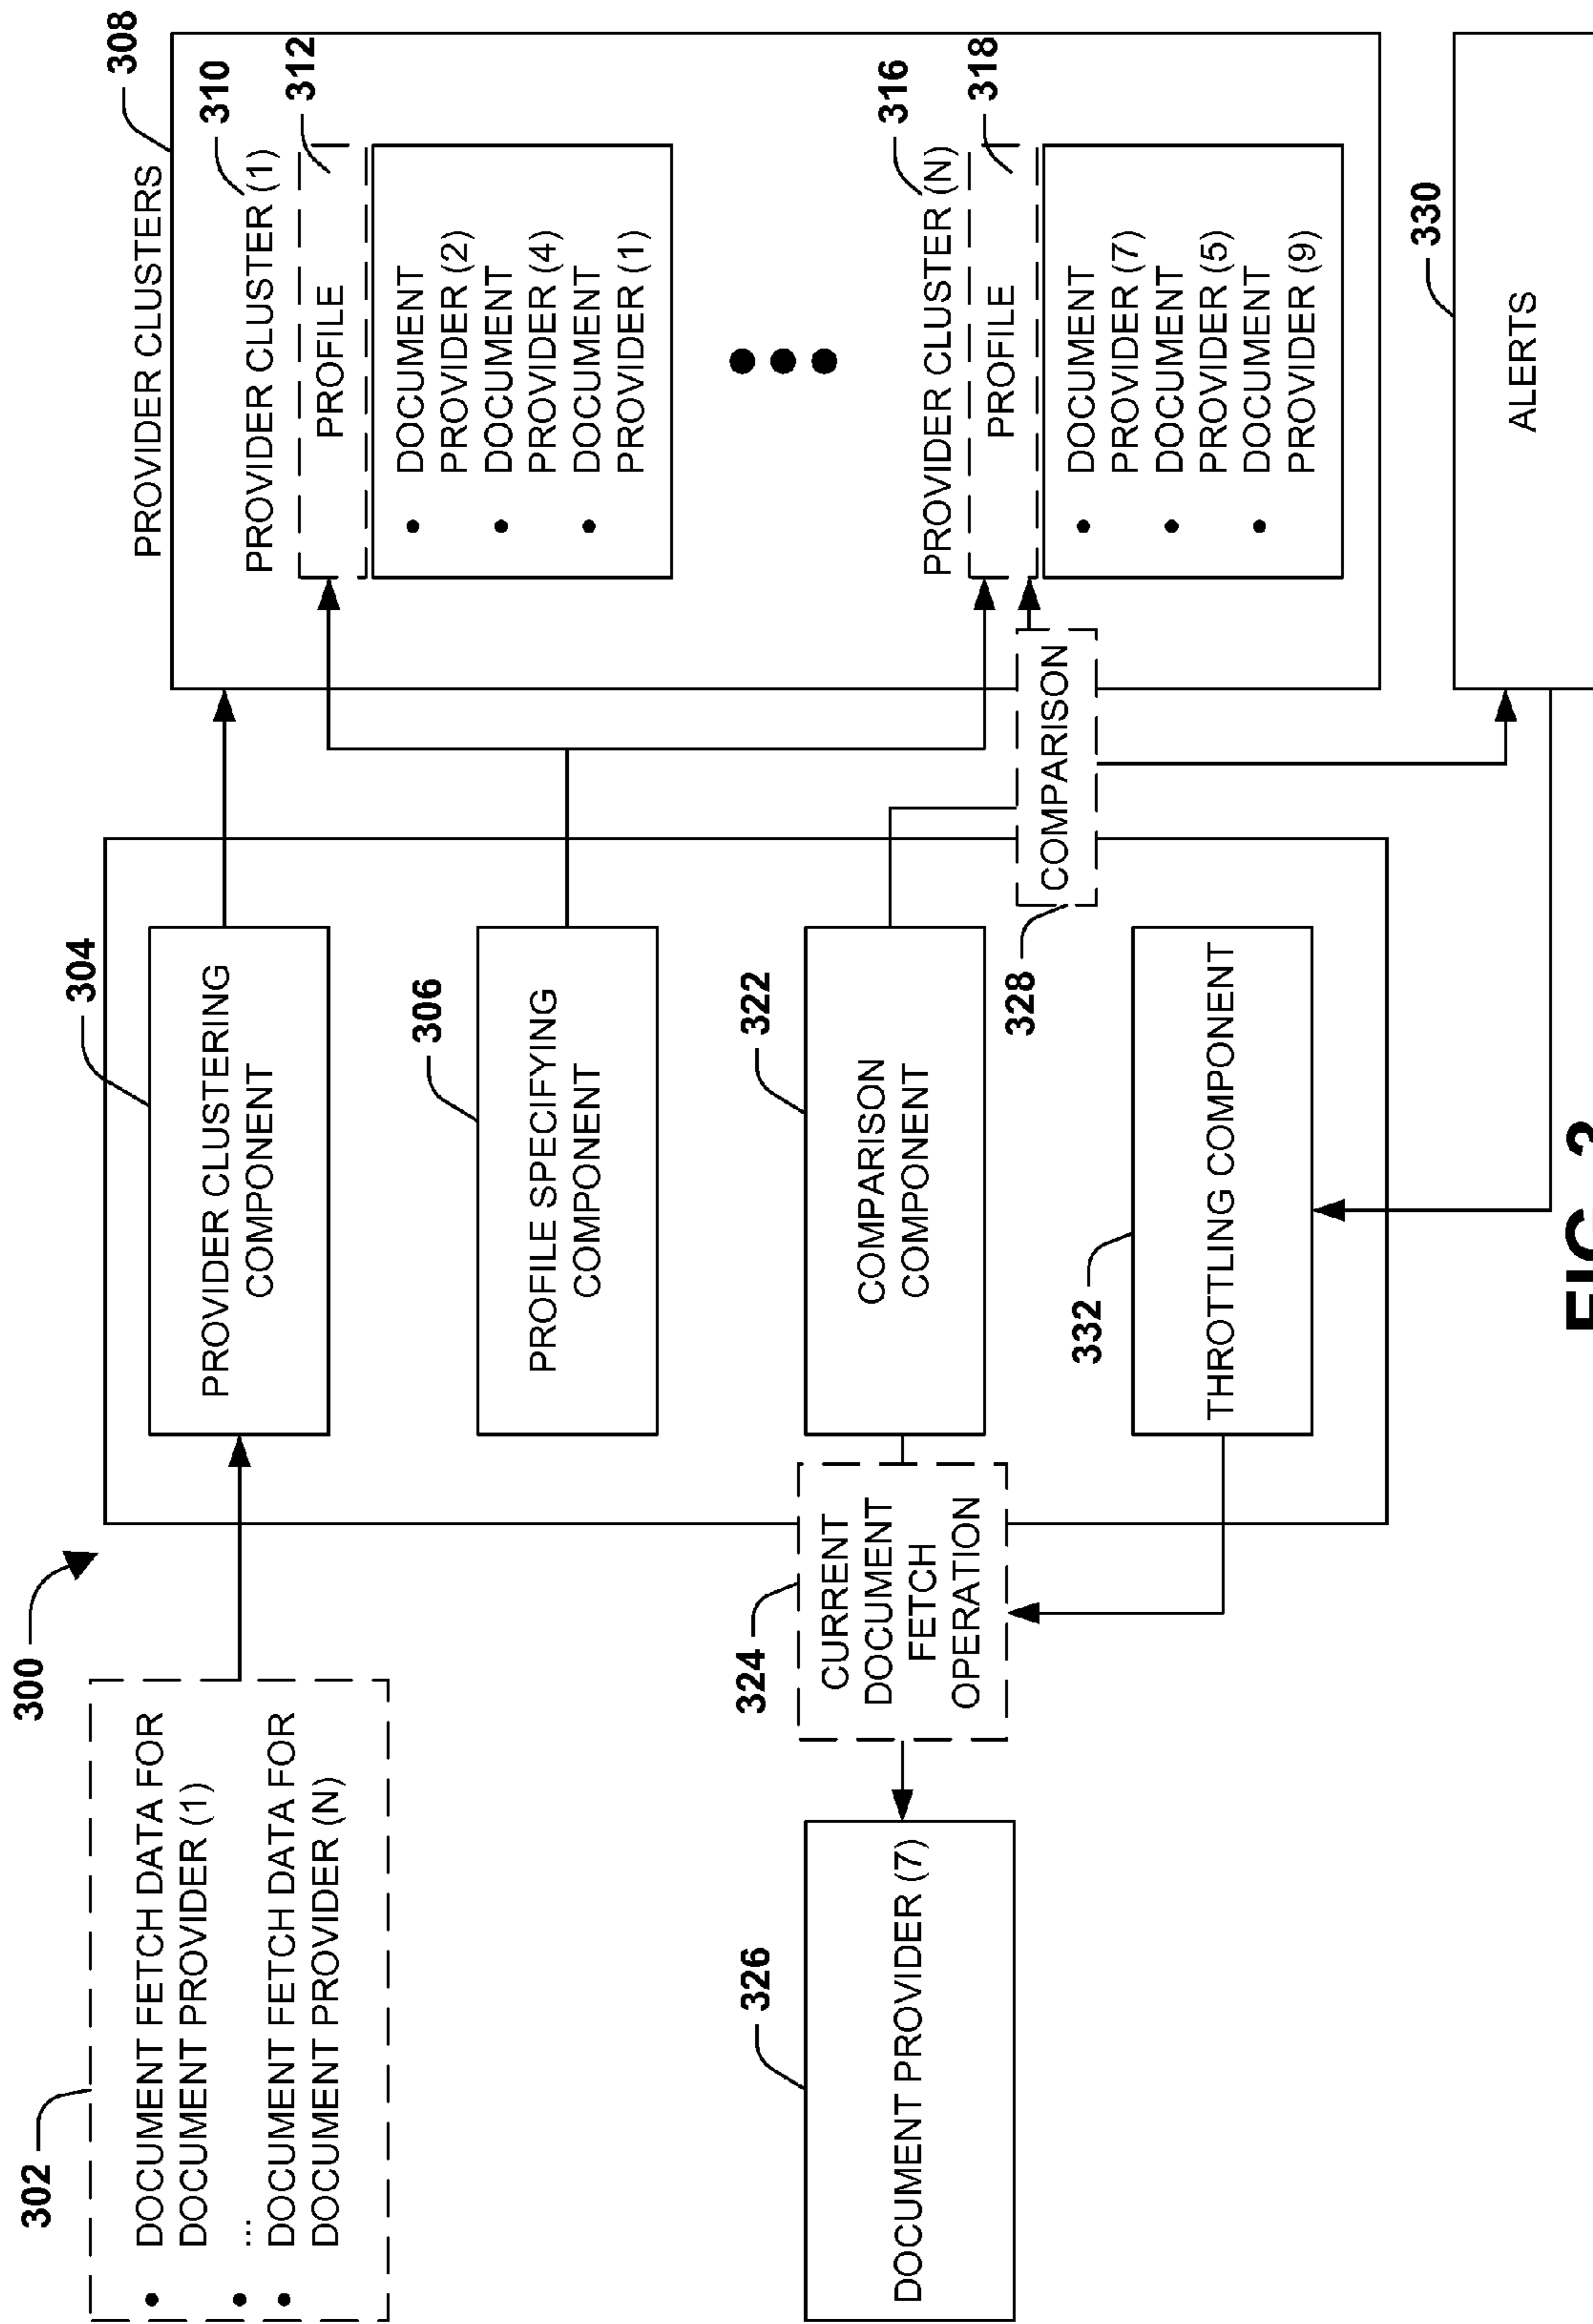 300
302
DOCUMENT FETCH DATA FOR
DOCUMENT PROVIDER (1)
...
DOCUMENT FETCH DATA FOR
DOCUMENT PROVIDER (N)
304
PROVIDER CLUSTERING
COMPONENT
306
PROFILE SPECIFYING
COMPONENT
322
COMPARISON
COMPONENT
332
THROTTLING COMPONENT
324
CURRENT
DOCUMENT
FETCH
OPERATION
326
DOCUMENT PROVIDER (7)
328
COMPARISON
308
PROVIDER CLUSTERS
310
PROVIDER CLUSTER (1)
312
PROFILE
• DOCUMENT
PROVIDER (2)
• DOCUMENT
PROVIDER (4)
• DOCUMENT
PROVIDER (1)
316
PROVIDER CLUSTER (N)
318
PROFILE
• DOCUMENT
PROVIDER (7)
• DOCUMENT
PROVIDER (5)
• DOCUMENT
PROVIDER (9)
330
ALERTS